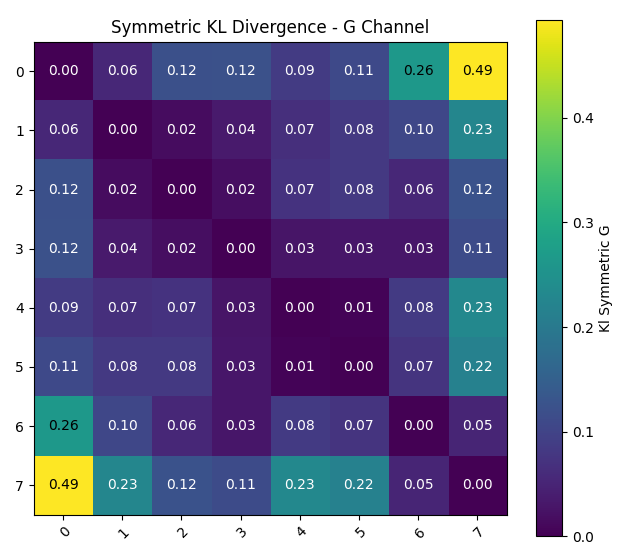 Symmetric KL Divergence - G Channel
0 0.00 0.06 0.12 0.12 0.09 0.11 0.26 0.49
1 0.06 0.00 0.02 0.04 0.07 0.08 0.10 0.23
2 0.12 0.02 0.00 0.02 0.07 0.08 0.06 0.12
3 0.12 0.04 0.02 0.00 0.03 0.03 0.03 0.11
4 0.09 0.07 0.07 0.03 0.00 0.01 0.08 0.23
5 0.11 0.08 0.08 0.03 0.01 0.00 0.07 0.22
6 0.26 0.10 0.06 0.03 0.08 0.07 0.00 0.05
7 0.49 0.23 0.12 0.11 0.23 0.22 0.05 0.00
0 1 2 3 4 5 6 7
0.4
0.3
0.2
0.1
0.0
Kl Symmetric G